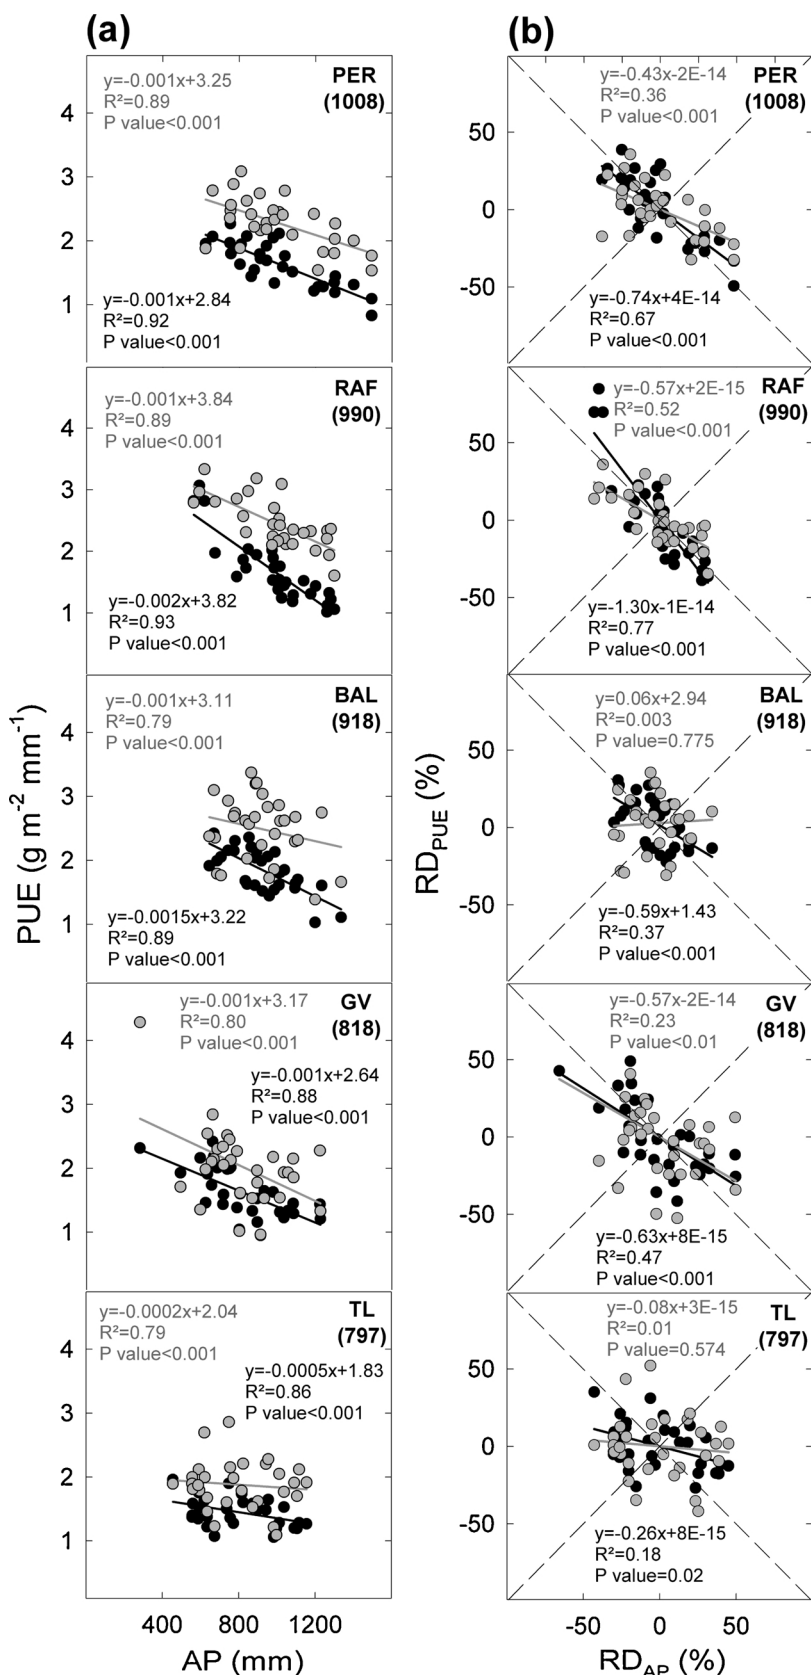 (a)
y=-0.001x+3.25
R²=0.89
P value<0.001
PER
(1008)
4
3
2
1
y=-0.001x+2.84
R²=0.92
P value<0.001
y=-0.001x+3.84
R²=0.89
P value<0.001
RAF
(990)
4
3
2
1
y=-0.002x+3.82
R²=0.93
P value<0.001
y=-0.001x+3.11
R²=0.79
P value<0.001
BAL
(918)
4
3
2
1
y=-0.0015x+3.22
R²=0.89
P value<0.001
PUE (g m⁻² mm⁻¹)
y=-0.001x+3.17
R²=0.80
P value<0.001
GV
(818)
y=-0.001x+2.64
R²=0.88
P value<0.001
4
3
2
1
y=-0.0002x+2.04
R²=0.79
P value<0.001
TL
(797)
y=-0.0005x+1.83
R²=0.86
P value<0.001
4
3
2
1
400 800 1200
AP (mm)
(b)
y=-0.43x-2E-14
R²=0.36
P value<0.001
PER
(1008)
50
0
-50
y=-0.74x+4E-14
R²=0.67
P value<0.001
y=-0.57x+2E-15
R²=0.52
P value<0.001
RAF
(990)
50
0
-50
y=-1.30x-1E-14
R²=0.77
P value<0.001
y=0.06x+2.94
R²=0.003
P value=0.775
BAL
(918)
50
0
-50
y=-0.59x+1.43
R²=0.37
P value<0.001
RD_PUE (%)
y=-0.57x-2E-14
R²=0.23
P value<0.01
GV
(818)
50
0
-50
y=-0.63x+8E-15
R²=0.47
P value<0.001
y=-0.08x+3E-15
R²=0.01
P value=0.574
TL
(797)
50
0
-50
y=-0.26x+8E-15
R²=0.18
P value=0.02
-50 0 50
RD_AP (%)